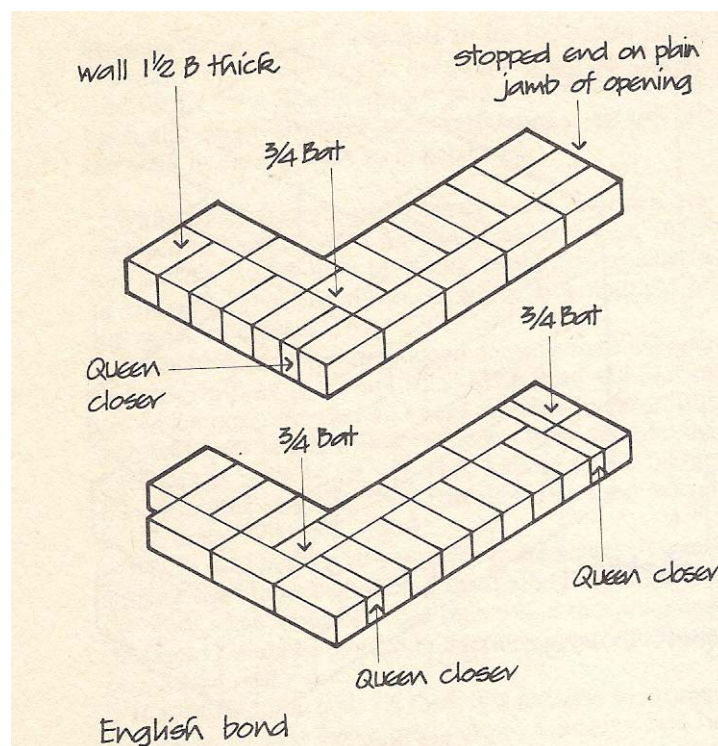 wall 1½ B thick
stopped end on plain
jamb of opening
¾ Bat
Queen
closer
¾ Bat
¾ Bat
Queen closer
Queen closer
English bond